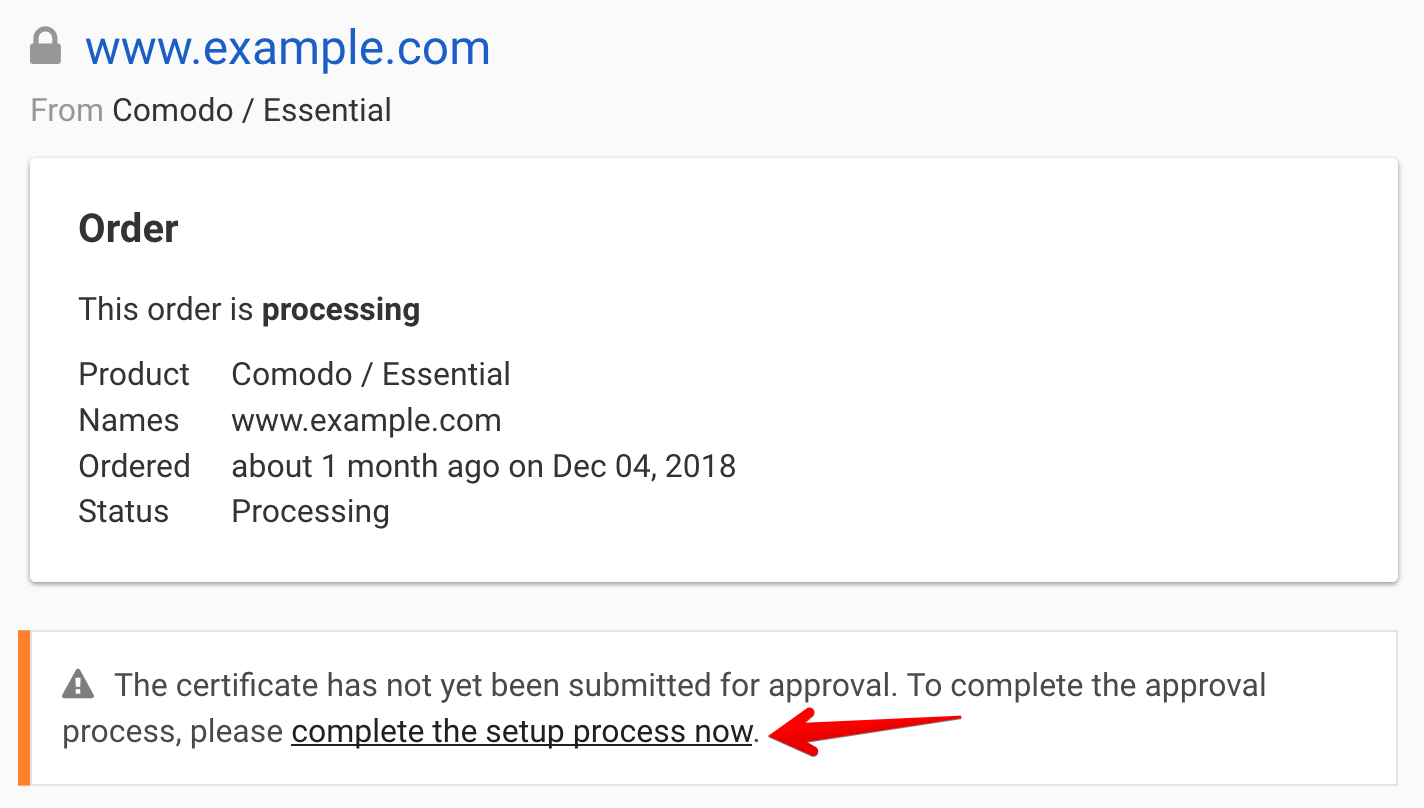 www.example.com
From Comodo / Essential
Order
This order is processing
Product Comodo / Essential
Names www.example.com
Ordered about 1 month ago on Dec 04, 2018
Status Processing
The certificate has not yet been submitted for approval. To complete the approval
process, please complete the setup process now.